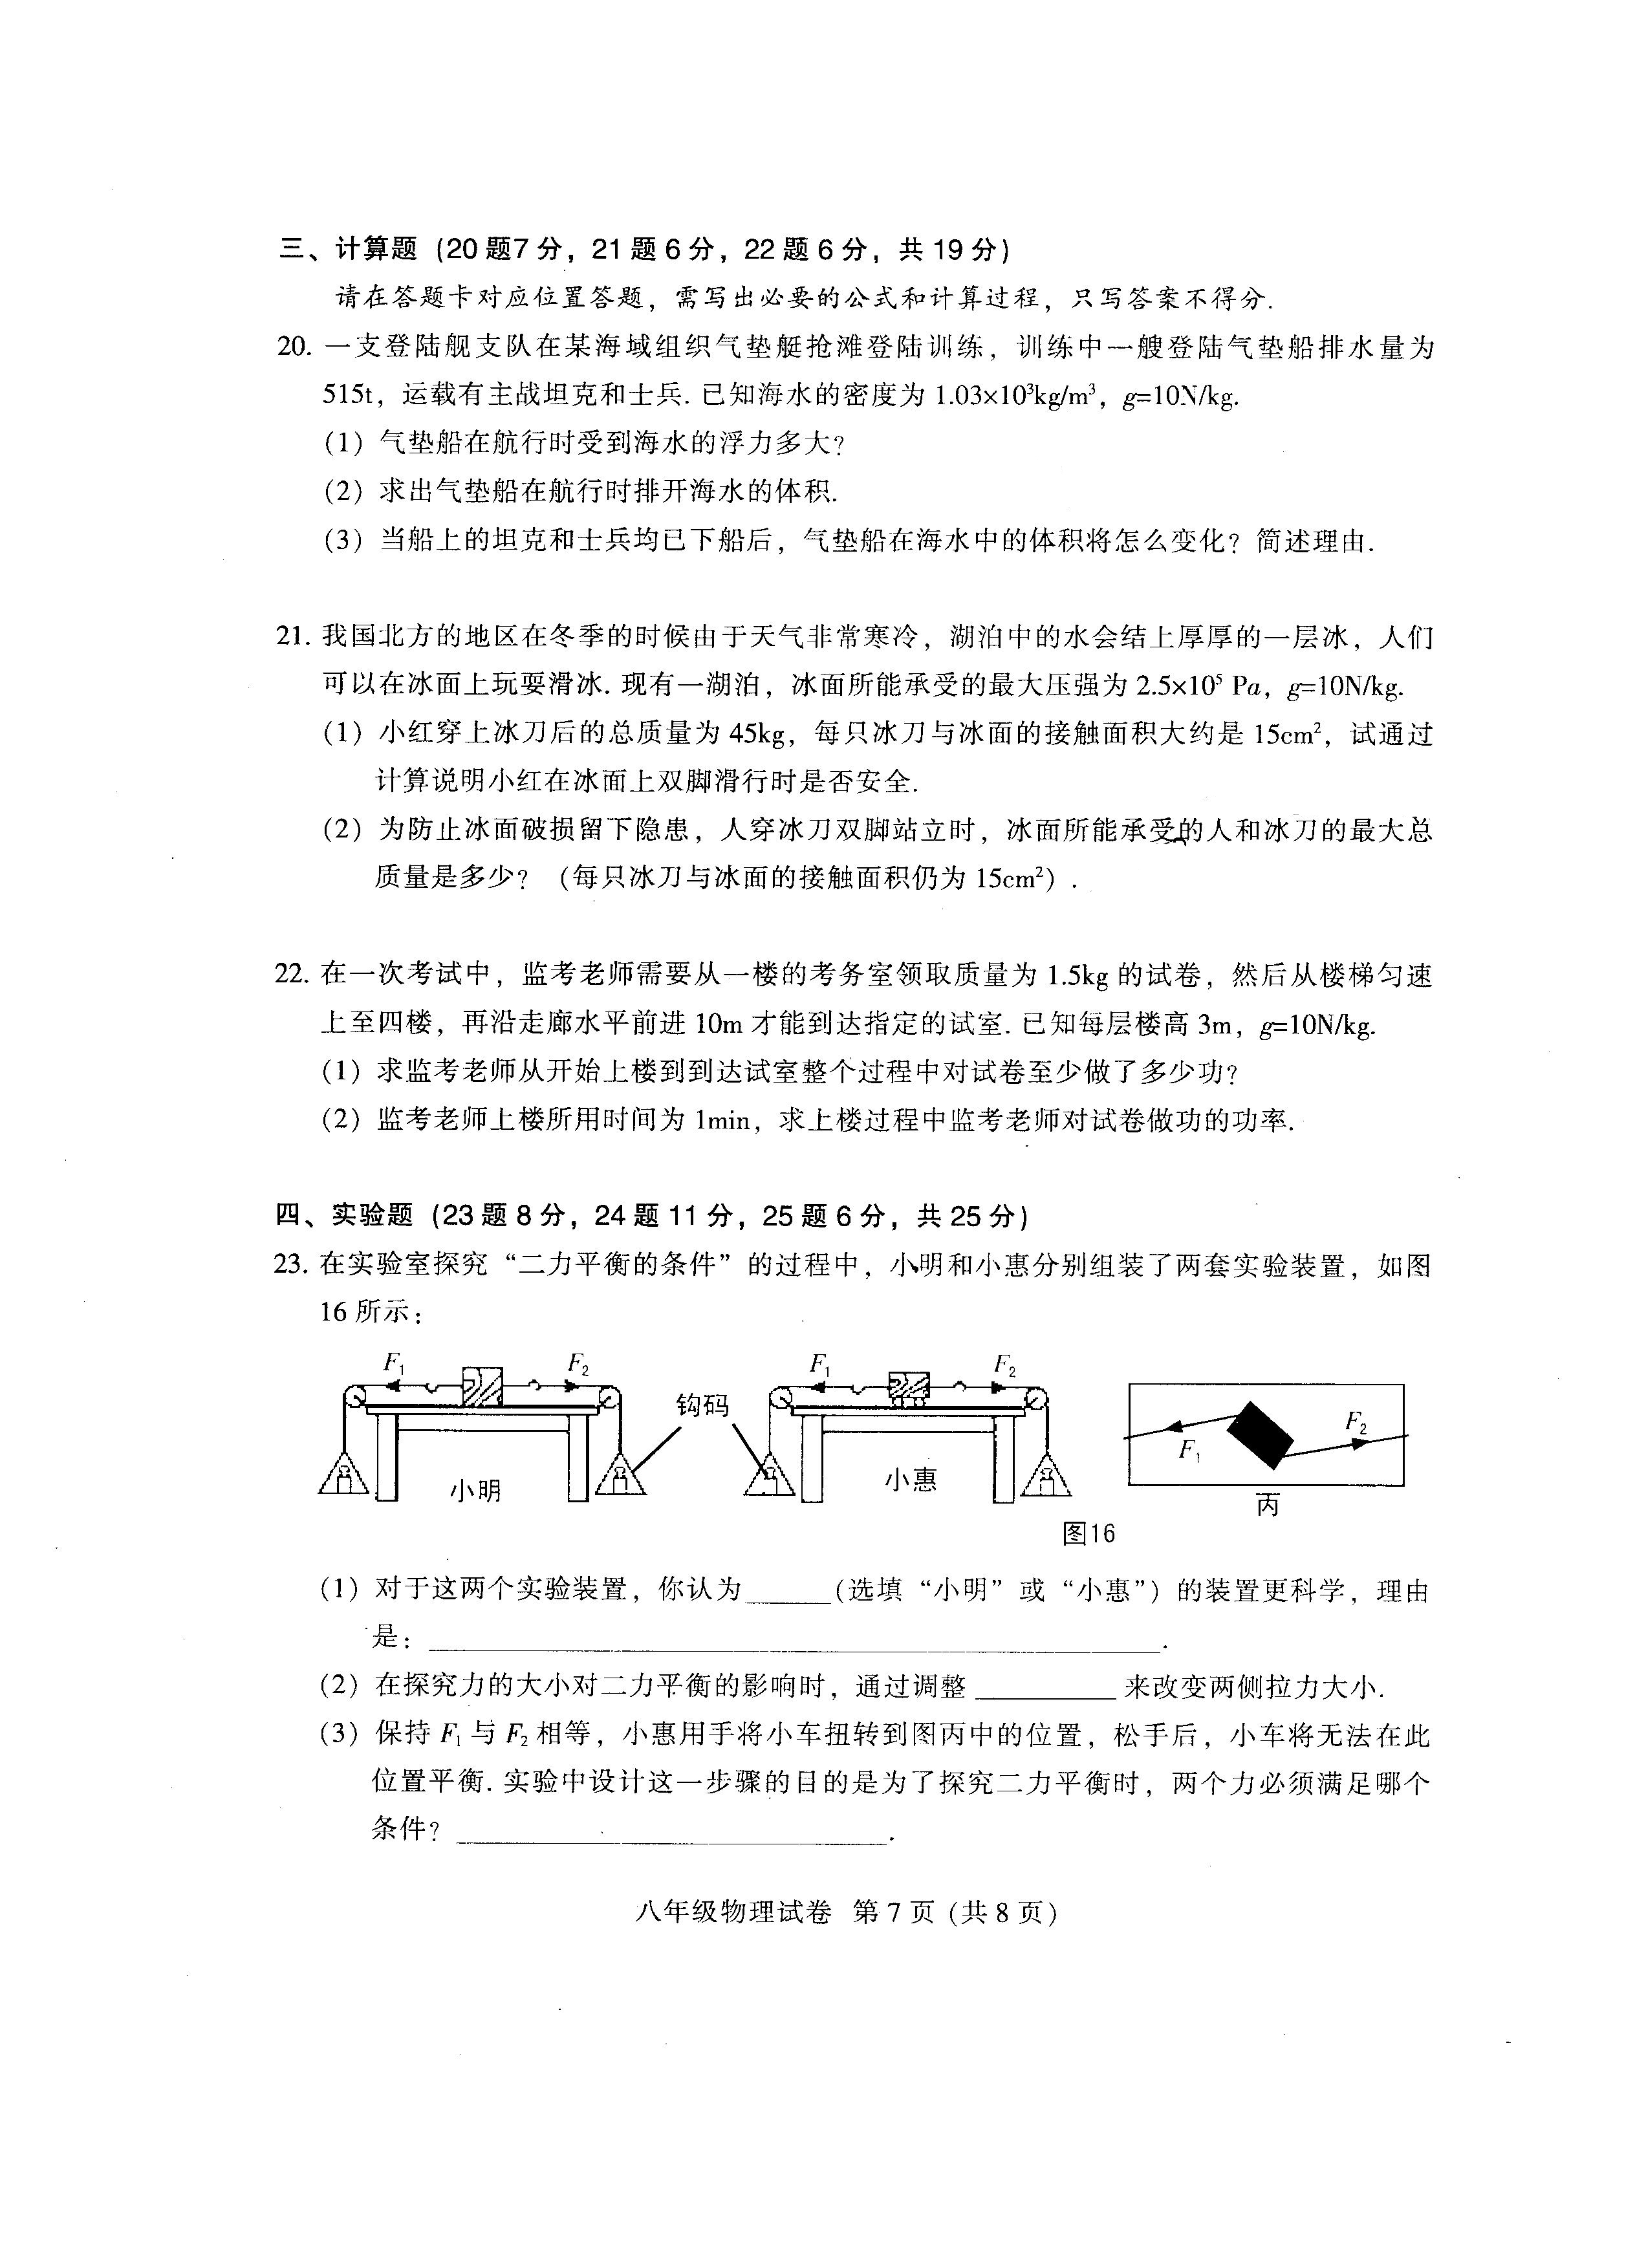 三、计算题 (20题7分，21题6分，22题6分，共19分)
请在答题卡对应位置答题，需写出必要的公式和计算过程，只写答案不得分.
20. 一支登陆舰支队在某海域组织气垫艇抢滩登陆训练，训练中一艘登陆气垫船排水量为
515t，运载有主战坦克和士兵. 已知海水的密度为 1.03×10³kg/m³，g=10N/kg.
(1) 气垫船在航行时受到海水的浮力多大?
(2) 求出气垫船在航行时排开海水的体积.
(3) 当船上的坦克和士兵均已下船后，气垫船在海水中的体积将怎么变化? 简述理由.
21. 我国北方的地区在冬季的时候由于天气非常寒冷，湖泊中的水会结上厚厚的一层冰，人们
可以在冰面上玩耍滑冰. 现有一湖泊，冰面所能承受的最大压强为 2.5×10⁵ Pa，g=10N/kg.
(1) 小红穿上冰刀后的总质量为 45kg，每只冰刀与冰面的接触面积大约是 15cm²，试通过
计算说明小红在冰面上双脚滑行时是否安全.
(2) 为防止冰面破损留下隐患，人穿冰刀双脚站立时，冰面所能承受的人和冰刀的最大总
质量是多少? (每只冰刀与冰面的接触面积仍为 15cm²) .
22. 在一次考试中，监考老师需要从一楼的考务室领取质量为 1.5kg 的试卷，然后从楼梯匀速
上至四楼，再沿走廊水平前进 10m 才能到达指定的试室. 已知每层楼高 3m，g=10N/kg.
(1) 求监考老师从开始上楼到到达试室整个过程中对试卷至少做了多少功?
(2) 监考老师上楼所用时间为 1min，求上楼过程中监考老师对试卷做功的功率.
四、实验题 (23题8分，24题11分，25题6分，共25分)
23. 在实验室探究“二力平衡的条件”的过程中，小明和小惠分别组装了两套实验装置，如图
16 所示：
F₁ F₂ 钩码 F₁ F₂ F₁ F₂
小明 小惠 丙
图16
(1) 对于这两个实验装置，你认为______(选填“小明”或“小惠”) 的装置更科学，理由
是：______.
(2) 在探究力的大小对二力平衡的影响时，通过调整 ______ 来改变两侧拉力大小.
(3) 保持 F₁ 与 F₂ 相等，小惠用手将小车扭转到图丙中的位置，松手后，小车将无法在此
位置平衡. 实验中设计这一步骤的目的是为了探究二力平衡时，两个力必须满足哪个
条件? ______.
八年级物理试卷 第 7 页 (共 8 页)